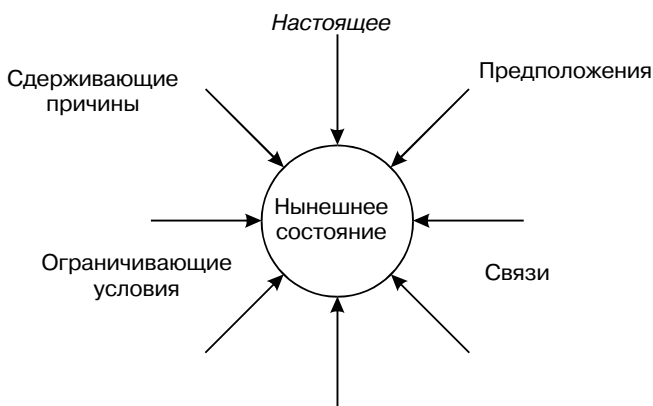 Настоящее
Сдерживающие
причины
Предположения
Нынешнее
состояние
Ограничивающие
условия
Связи